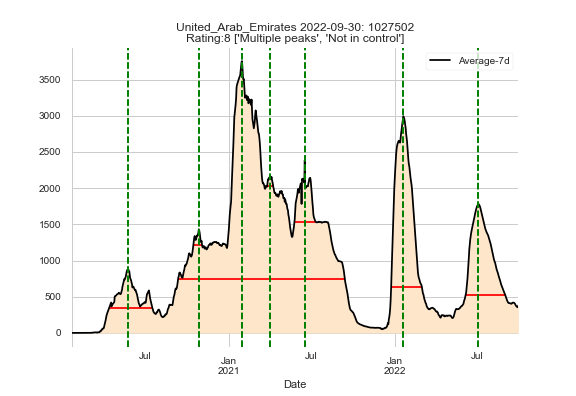 United_Arab_Emirates 2022-09-30: 1027502
Rating:8 ['Multiple peaks', 'Not in control']
Average-7d
3500
3000
2500
2000
1500
1000
500
0
Jul
Jan
2021
Jul
Jan
2022
Jul
Date